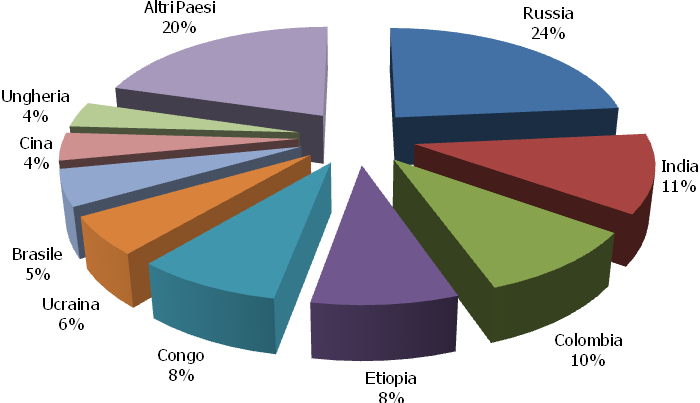 Altri Paesi
20%
Russia
24%
Ungheria
4%
Cina
4%
India
11%
Brasile
5%
Ucraina
6%
Colombia
10%
Congo
8%
Etiopia
8%